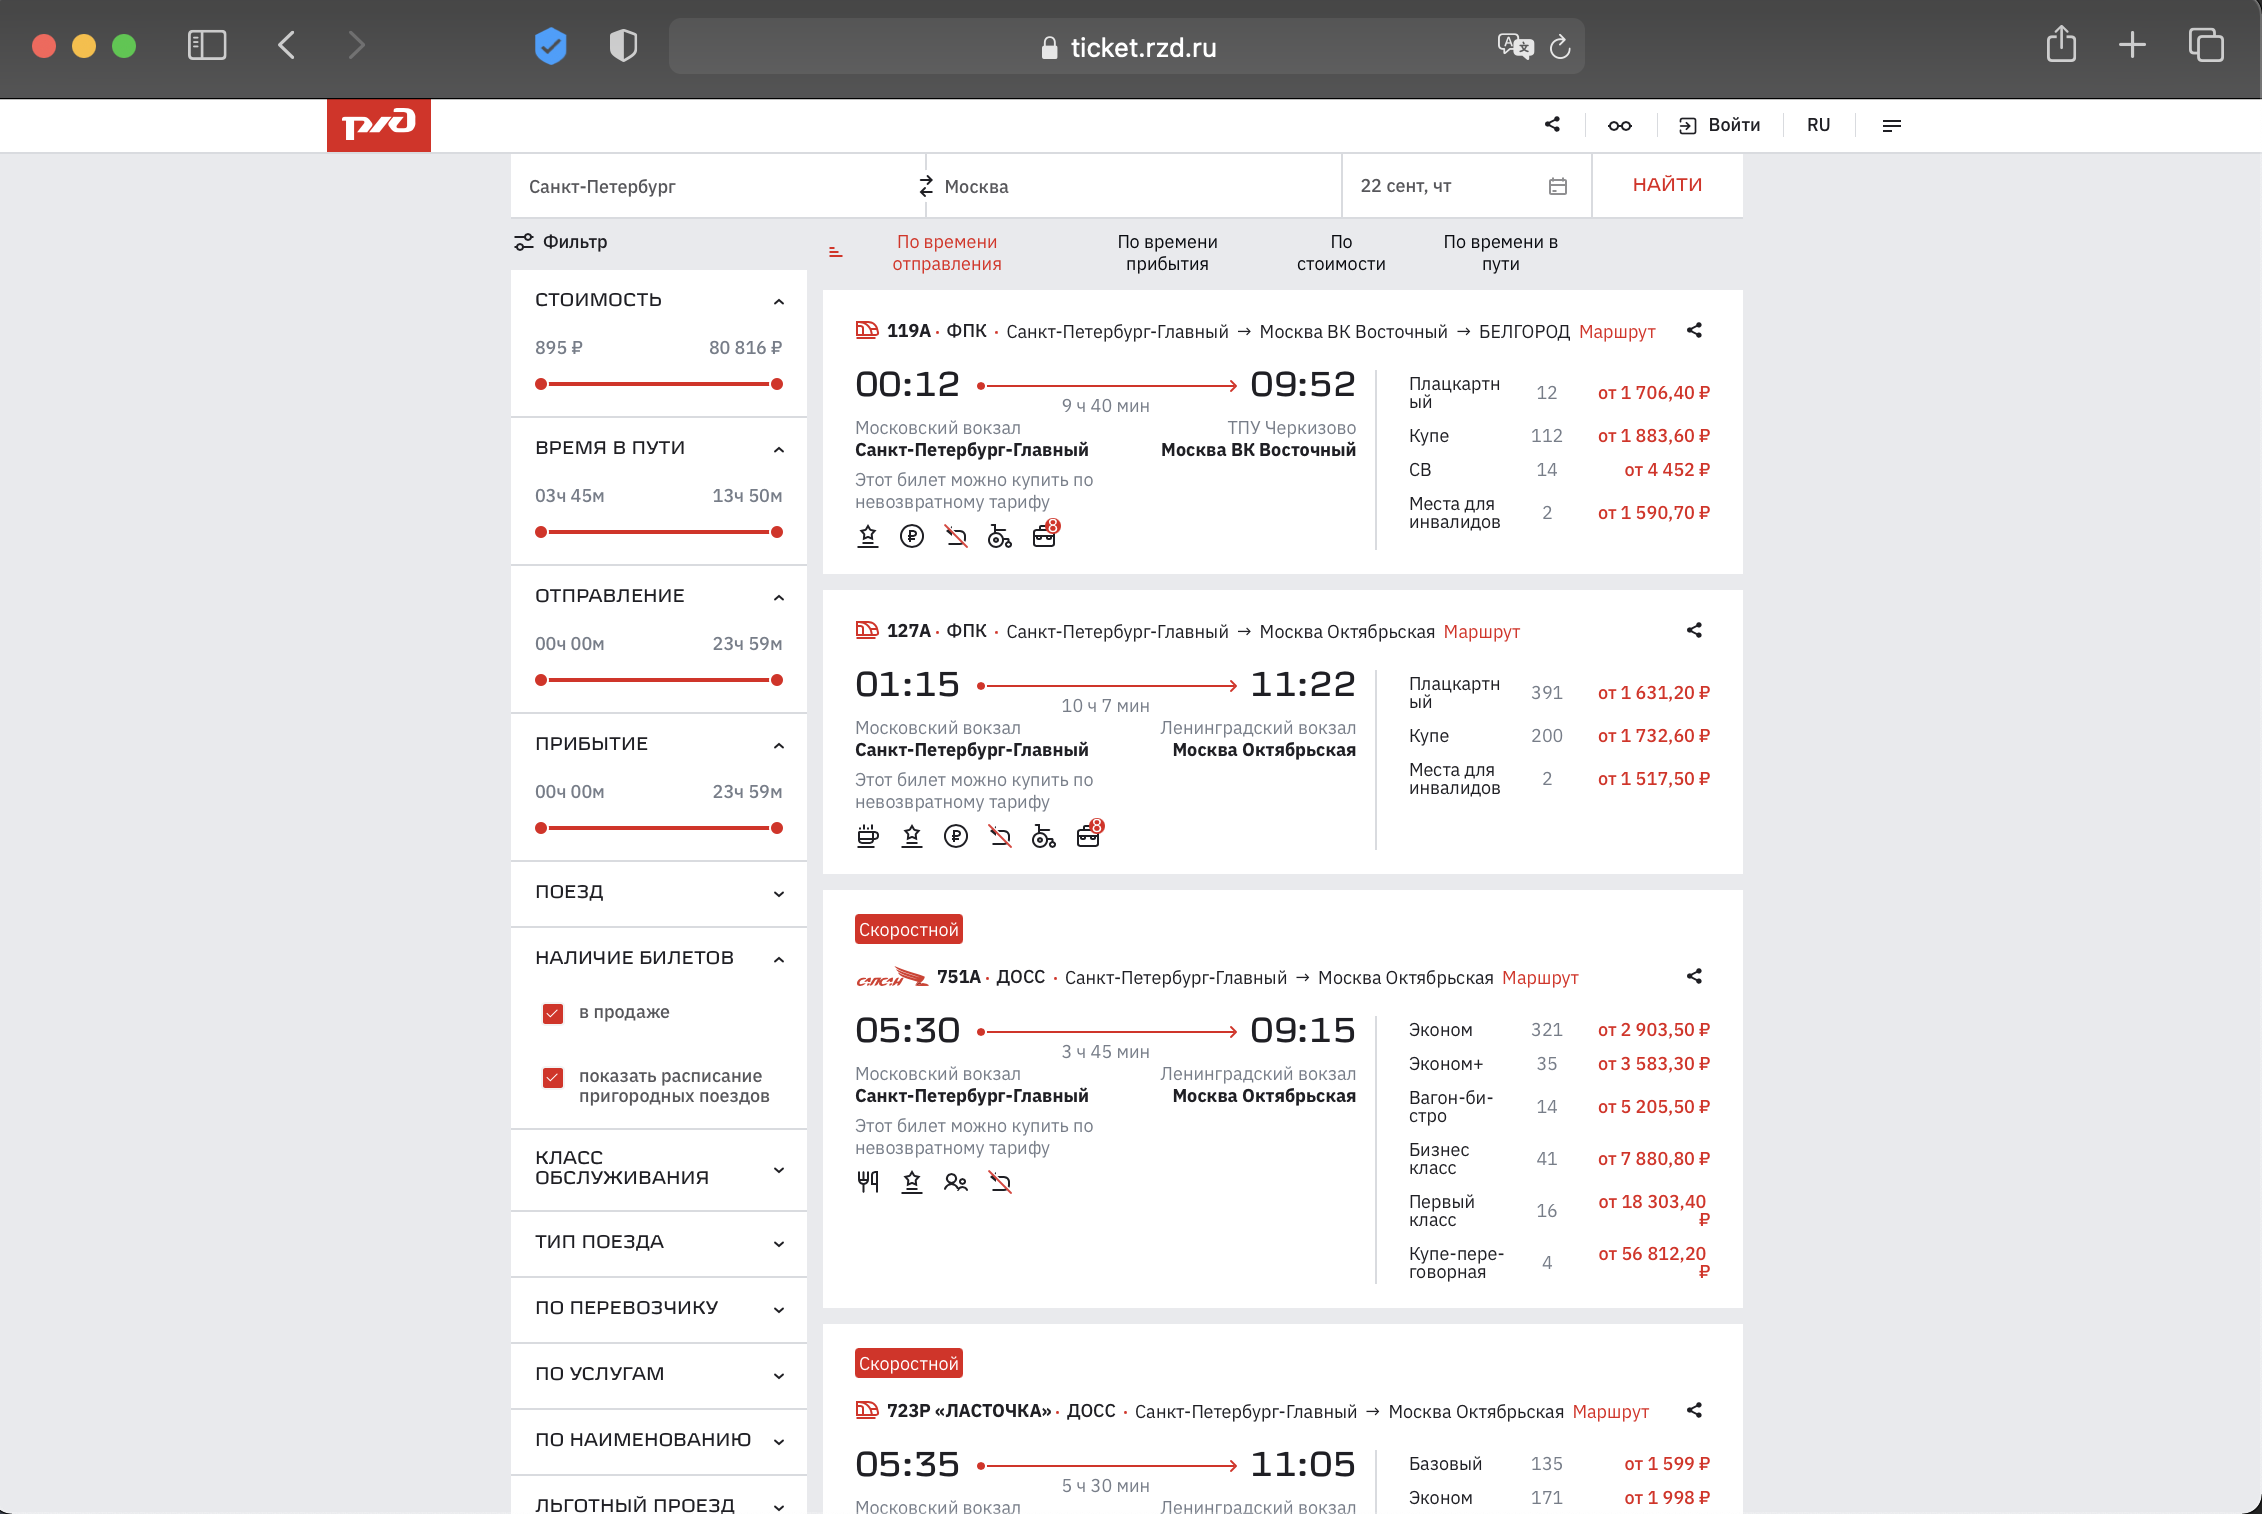 ticket.rzd.ru
РЖД
Войти
RU
Санкт-Петербург
Москва
22 сент, чт
НАЙТИ
Фильтр
По времени
отправления
По времени
прибытия
По
стоимости
По времени в
пути
СТОИМОСТЬ
895 ₽ 80 816 ₽
ВРЕМЯ В ПУТИ
03ч 45м 13ч 50м
ОТПРАВЛЕНИЕ
00ч 00м 23ч 59м
ПРИБЫТИЕ
00ч 00м 23ч 59м
ПОЕЗД
НАЛИЧИЕ БИЛЕТОВ
в продаже
показать расписание
пригородных поездов
КЛАСС
ОБСЛУЖИВАНИЯ
ТИП ПОЕЗДА
ПО ПЕРЕВОЗЧИКУ
ПО УСЛУГАМ
ПО НАИМЕНОВАНИЮ
ЛЬГОТНЫЙ ПРОЕЗД
119А · ФПК · Санкт-Петербург-Главный → Москва ВК Восточный → БЕЛГОРОД Маршрут
00:12 09:52
9 ч 40 мин
Московский вокзал ТПУ Черкизово
Санкт-Петербург-Главный Москва ВК Восточный
Этот билет можно купить по
невозвратному тарифу
8
Плацкартн
ый 12 от 1 706,40 ₽
Купе 112 от 1 883,60 ₽
СВ 14 от 4 452 ₽
Места для
инвалидов 2 от 1 590,70 ₽
127А · ФПК · Санкт-Петербург-Главный → Москва Октябрьская Маршрут
01:15 11:22
10 ч 7 мин
Московский вокзал Ленинградский вокзал
Санкт-Петербург-Главный Москва Октябрьская
Этот билет можно купить по
невозвратному тарифу
8
Плацкартн
ый 391 от 1 631,20 ₽
Купе 200 от 1 732,60 ₽
Места для
инвалидов 2 от 1 517,50 ₽
Скоростной
САПСАН 751А · ДОСС · Санкт-Петербург-Главный → Москва Октябрьская Маршрут
05:30 09:15
3 ч 45 мин
Московский вокзал Ленинградский вокзал
Санкт-Петербург-Главный Москва Октябрьская
Этот билет можно купить по
невозвратному тарифу
Эконом 321 от 2 903,50 ₽
Эконом+ 35 от 3 583,30 ₽
Вагон-би-
стро 14 от 5 205,50 ₽
Бизнес
класс 41 от 7 880,80 ₽
Первый
класс 16 от 18 303,40
₽
Купе-пере-
говорная 4 от 56 812,20
₽
Скоростной
723Р «ЛАСТОЧКА» · ДОСС · Санкт-Петербург-Главный → Москва Октябрьская Маршрут
05:35 11:05
5 ч 30 мин
Московский вокзал Ленинградский вокзал
Базовый 135 от 1 599 ₽
Эконом 171 от 1 998 ₽